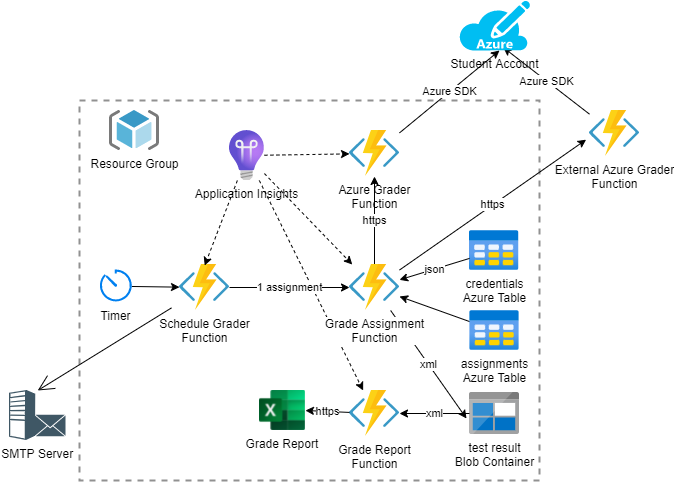 Azure
Student Account
Azure SDK
Azure SDK
Resource Group
Application Insights
Azure Grader
Function
External Azure Grader
Function
https
https
credentials
Azure Table
json
Timer
1 assignment
Schedule Grader
Function
Grade Assignment
Function
assignments
Azure Table
xml
SMTP Server
X
Grade Report
https
Grade Report
Function
xml
test result
Blob Container